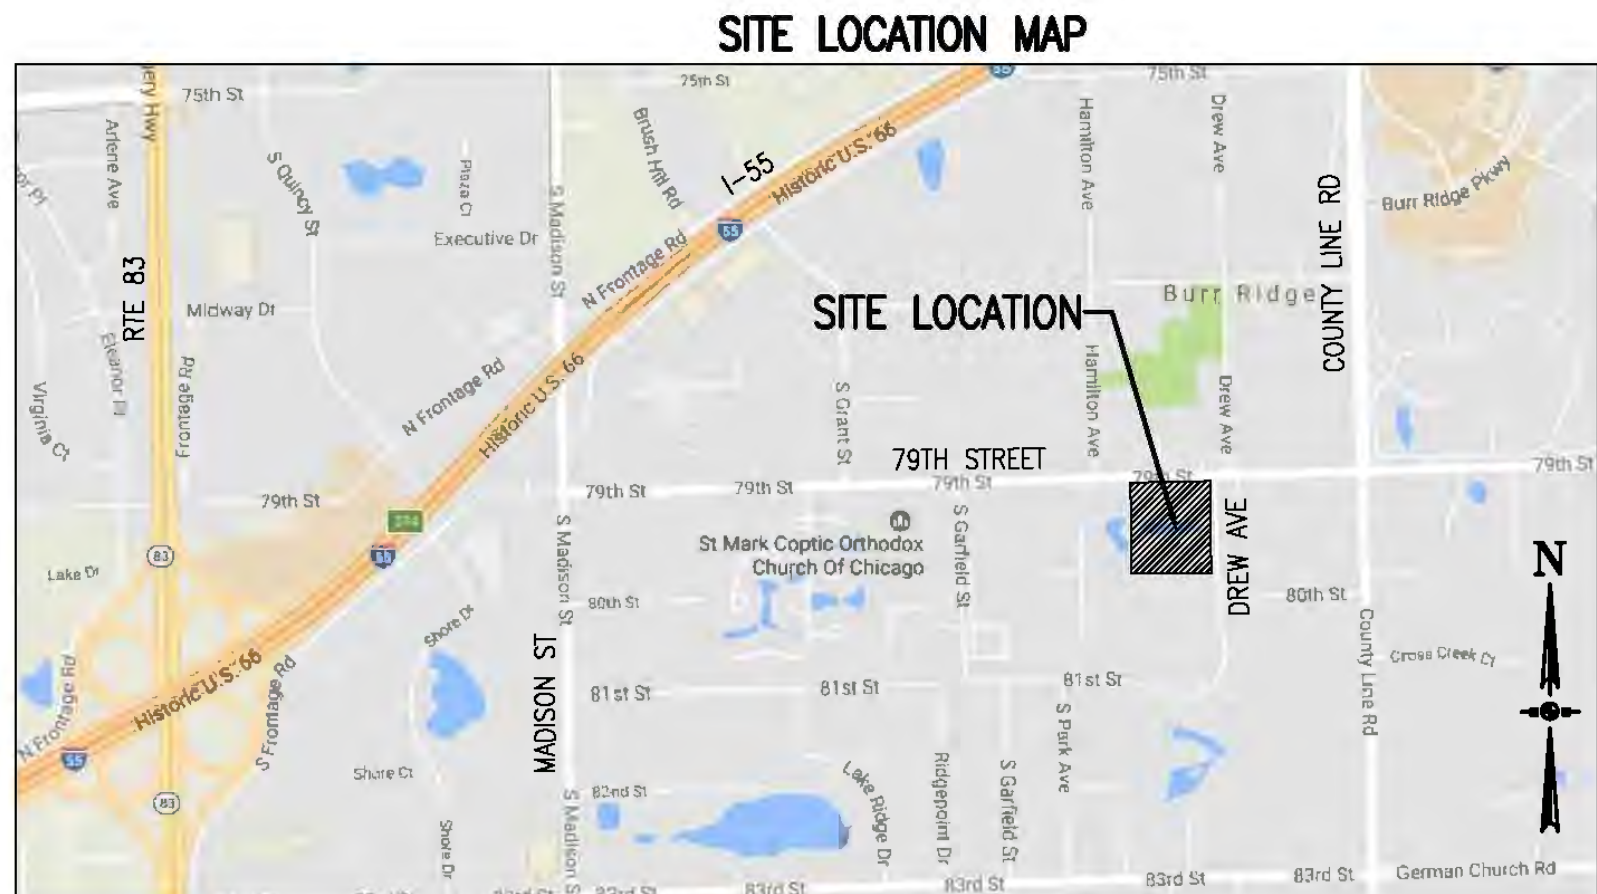 SITE LOCATION MAP
75th St
75th St
75th St
55
ery Hwy
Arlene Ave
S Quincy St
Plaza Ct
Brush Hill Rd
I-55
Historic U.S. 66
Hamilton Ave
Drew Ave
COUNTY LINE RD
Burr Ridge Pkwy
S Madison St
Executive Dr
N Frontage Rd
55
RTE 83
Midway Dr
SITE LOCATION
Burr Ridge
Eleanor Pl
Frontage Rd
Virginia Ct
N Frontage Rd
Historic U.S. 66
S Grant St
Hamilton Ave
Drew Ave
79TH STREET
79th St
79th St
79th St
79th St
79th St
79th St
S Madison St
St Mark Coptic Orthodox
Church Of Chicago
S Garfield St
DREW AVE
N
83
55
Lake Dr
80th St
80th St
Shore Dr
MADISON ST
County Line Rd
Cross Creek Ct
N Frontage Rd
Historic U.S. 66
S Frontage Rd
81st St
81st St
81st St
S Park Ave
55
83
Shore Ct
Shore Dr
82nd St
S Madison S
Lake Ridge Dr
Ridgepoint Dr
S Garfield St
83rd St
83rd St
83rd St
83rd St
83rd St
German Church Rd